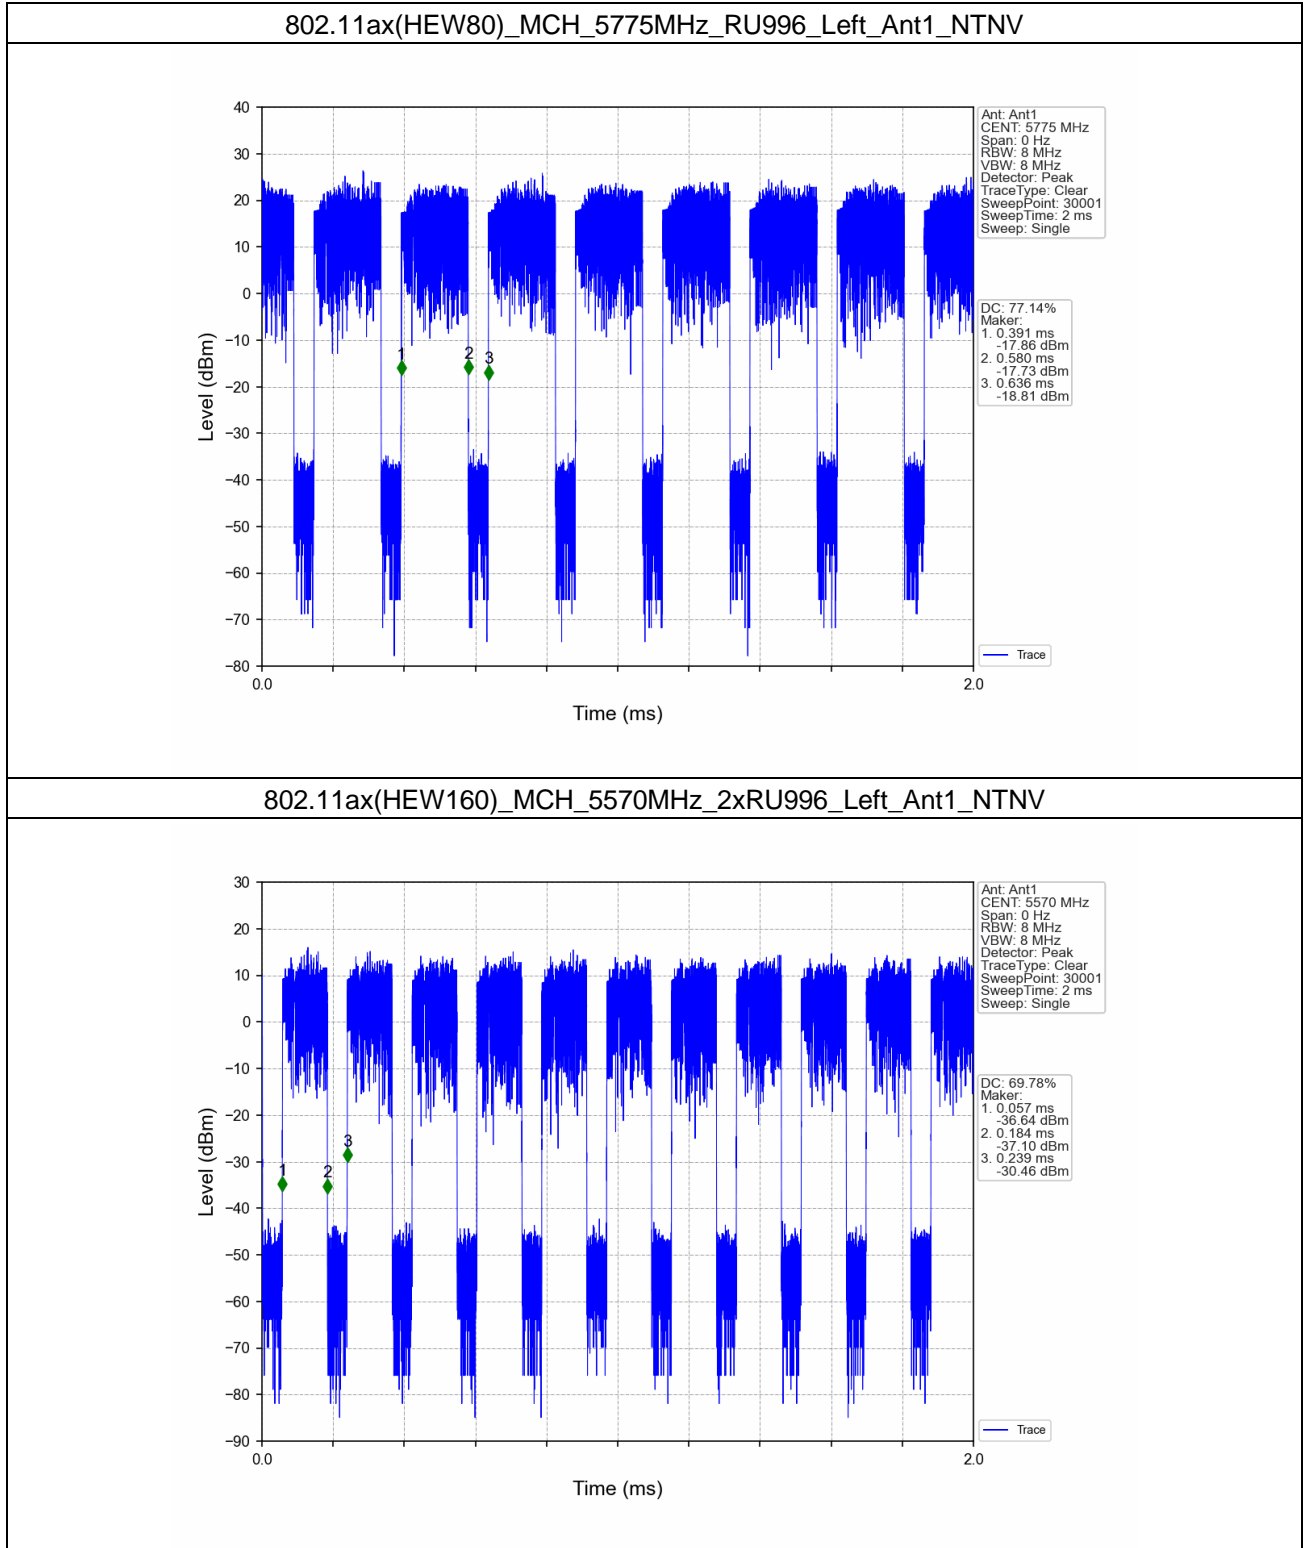 802.11ax(HEW80)_MCH_5775MHz_RU996_Left_Ant1_NTNV
40
30
20
10
0
−10
−20
−30
−40
−50
−60
−70
−80
Level (dBm)
1
2
3
0.0
2.0
Time (ms)
Ant: Ant1
CENT: 5775 MHz
Span: 0 Hz
RBW: 8 MHz
VBW: 8 MHz
Detector: Peak
TraceType: Clear
SweepPoint: 30001
SweepTime: 2 ms
Sweep: Single
DC: 77.14%
Maker:
1. 0.391 ms
-17.86 dBm
2. 0.580 ms
-17.73 dBm
3. 0.636 ms
-18.81 dBm
Trace
802.11ax(HEW160)_MCH_5570MHz_2xRU996_Left_Ant1_NTNV
30
20
10
0
−10
−20
−30
−40
−50
−60
−70
−80
−90
Level (dBm)
1
2
3
0.0
2.0
Time (ms)
Ant: Ant1
CENT: 5570 MHz
Span: 0 Hz
RBW: 8 MHz
VBW: 8 MHz
Detector: Peak
TraceType: Clear
SweepPoint: 30001
SweepTime: 2 ms
Sweep: Single
DC: 69.78%
Maker:
1. 0.057 ms
-36.64 dBm
2. 0.184 ms
-37.10 dBm
3. 0.239 ms
-30.46 dBm
Trace